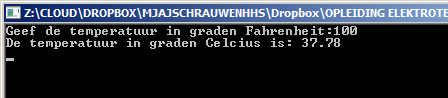 Z:\CLOUD\DROPBOX\MJAJSCHRAUWENHHS\Dropbox\OPLEIDING ELEKTROTE
Geef de temperatuur in graden Fahrenheit:100
De temperatuur in graden Celcius is: 37.78